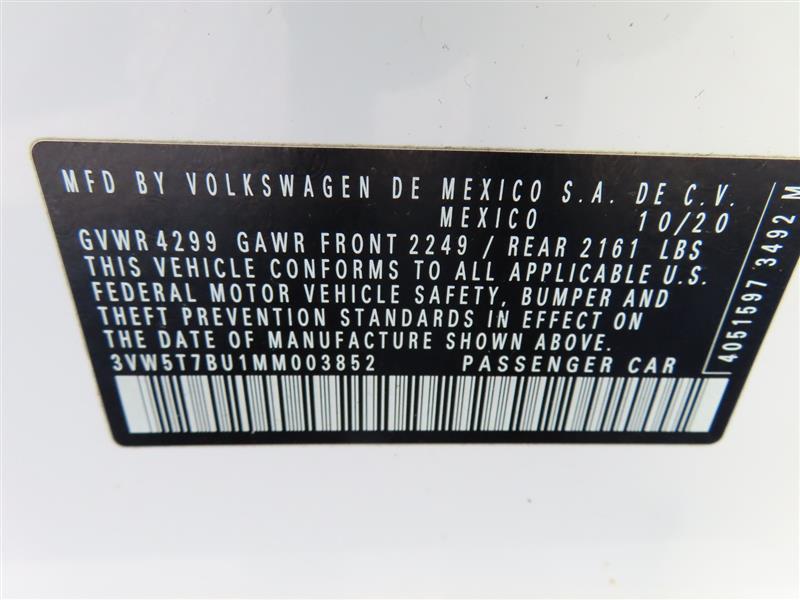 MFD BY VOLKSWAGEN DE MEXICO S.A. DE C.V.
MEXICO 10/20
GVWR 4299 GAWR FRONT 2249 / REAR 2161 LBS
THIS VEHICLE CONFORMS TO ALL APPLICABLE U.S.
FEDERAL MOTOR VEHICLE SAFETY, BUMPER AND
THEFT PREVENTION STANDARDS IN EFFECT ON
THE DATE OF MANUFACTURE SHOWN ABOVE.
3VW5T7BU1MM003852 PASSENGER CAR
4051597 3492 M